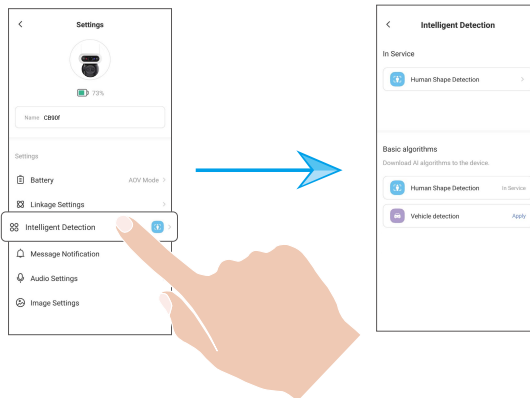 Settings
73%
Name CB90f
Settings
Battery AOV Mode
Linkage Settings
Intelligent Detection
Message Notification
Audio Settings
Image Settings
Intelligent Detection
In Service
Human Shape Detection
Basic algorithms
Download AI algorithms to the device.
Human Shape Detection In Service
Vehicle detection Apply